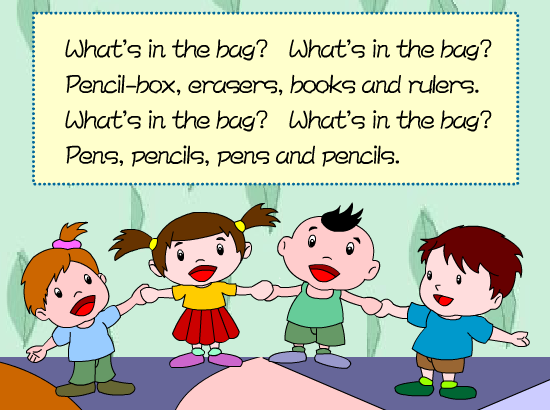 What's in the bag? What's in the bag?
Pencil-box, erasers, books and rulers.
What's in the bag? What's in the bag?
Pens, pencils, pens and pencils.